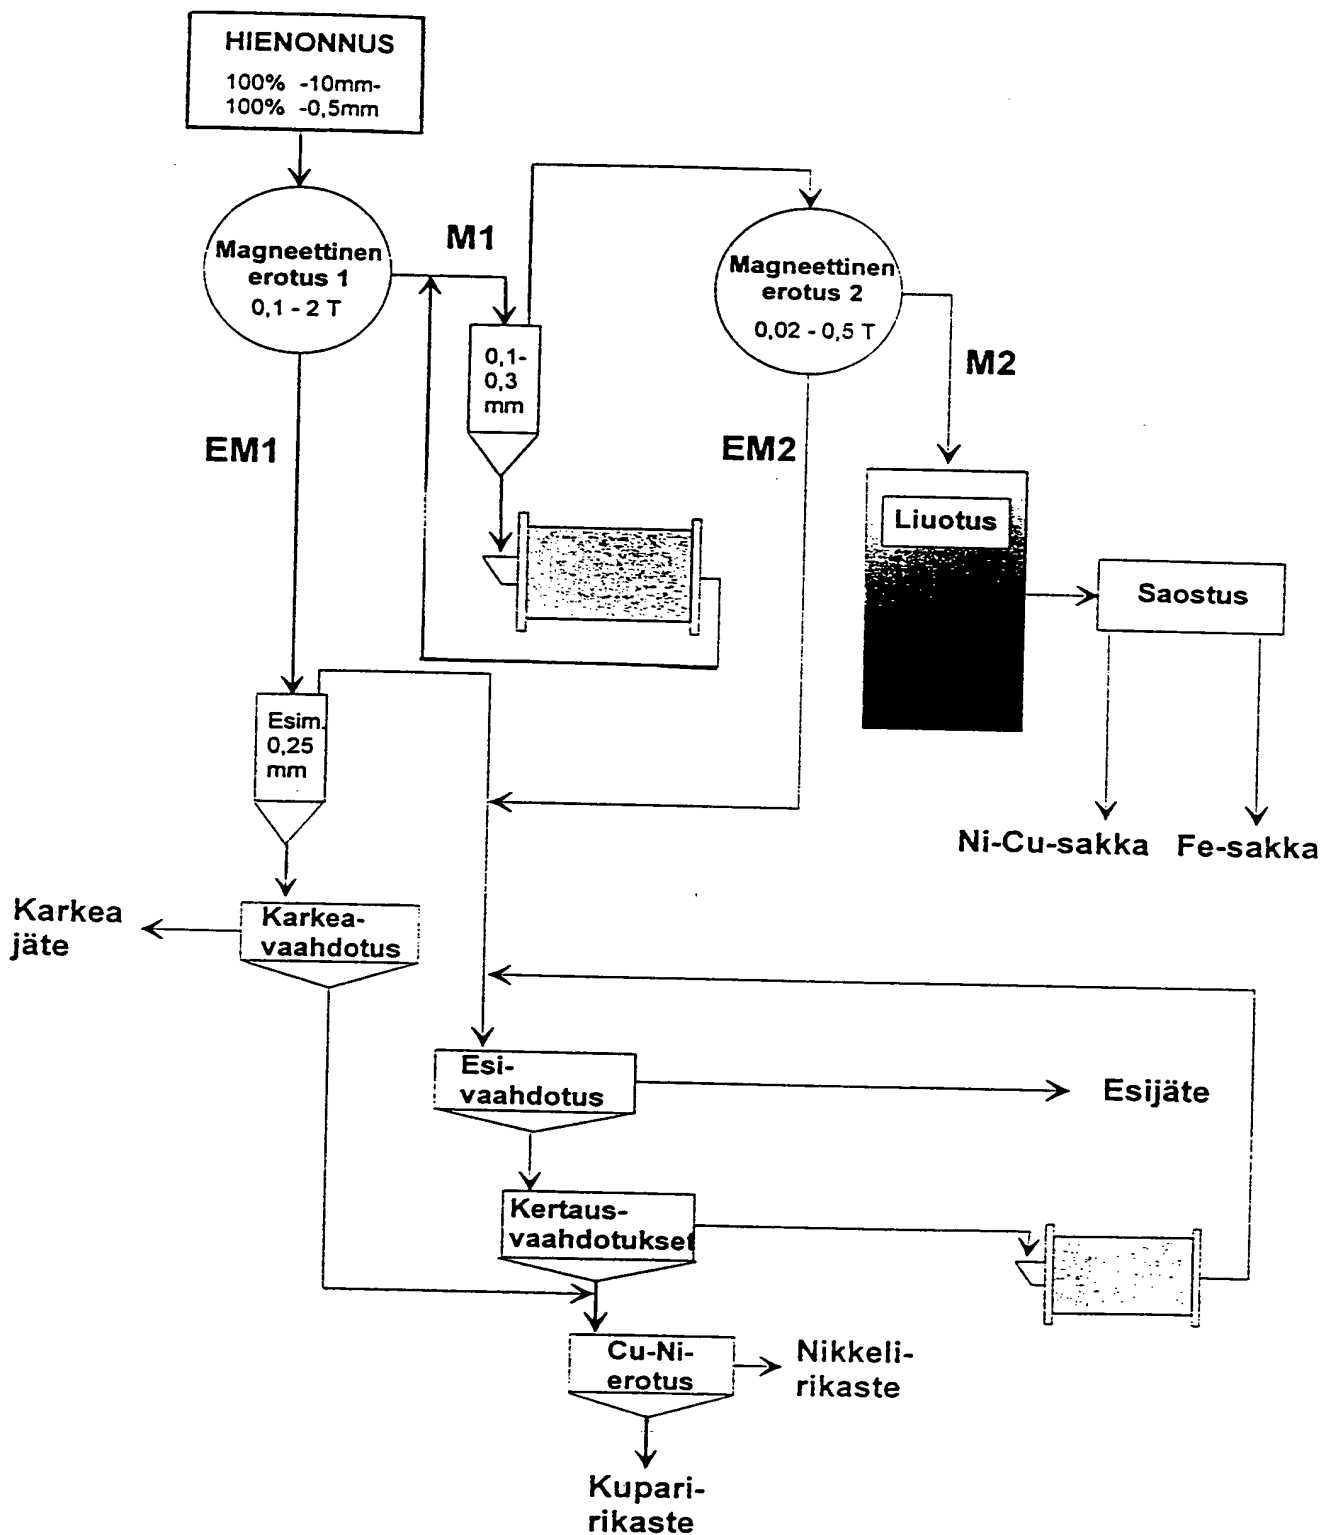 HIENONNUS
100% -10mm-
100% -0,5mm
Magneettinen
erotus 1
0,1 - 2 T
M1
Magneettinen
erotus 2
0,02 - 0,5 T
0,1-
0,3
mm
M2
EM1
EM2
Liuotus
Saostus
Esim.
0,25
mm
Ni-Cu-sakka
Fe-sakka
Karkea
jäte
Karkea-
vaahdotus
Esi-
vaahdotus
Esijäte
Kertaus-
vaahdotukset
Cu-Ni-
erotus
Nikkeli-
rikaste
Kupari-
rikaste